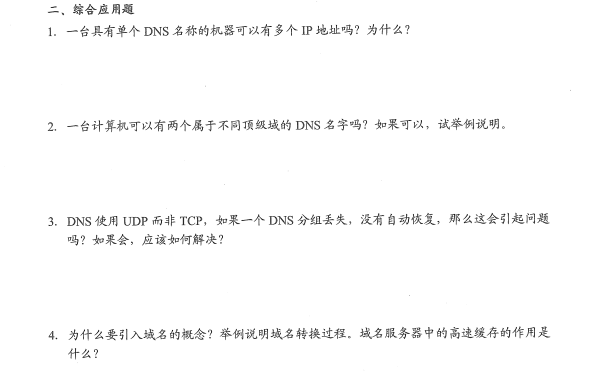 二、综合应用题
1. 一台具有单个 DNS 名称的机器可以有多个 IP 地址吗？为什么？
2. 一台计算机可以有两个属于不同顶级域的 DNS 名字吗？如果可以，试举例说明。
3. DNS 使用 UDP 而非 TCP，如果一个 DNS 分组丢失，没有自动恢复，那么这会引起问题
吗？如果会，应该如何解决？
4. 为什么要引入域名的概念？举例说明域名转换过程。域名服务器中的高速缓存的作用是
什么？